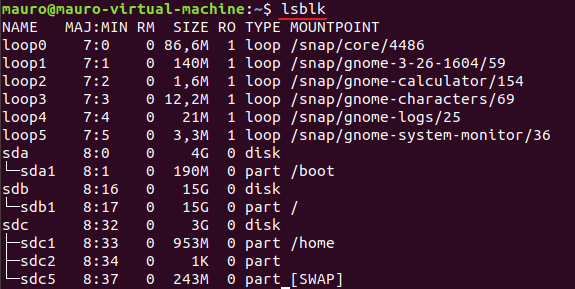 mauro@mauro-virtual-machine:~$ lsblk
NAME   MAJ:MIN RM  SIZE RO TYPE MOUNTPOINT
loop0    7:0    0 86,6M  1 loop /snap/core/4486
loop1    7:1    0  140M  1 loop /snap/gnome-3-26-1604/59
loop2    7:2    0  1,6M  1 loop /snap/gnome-calculator/154
loop3    7:3    0 12,2M  1 loop /snap/gnome-characters/69
loop4    7:4    0   21M  1 loop /snap/gnome-logs/25
loop5    7:5    0  3,3M  1 loop /snap/gnome-system-monitor/36
sda      8:0    0    4G  0 disk
└─sda1   8:1    0  190M  0 part /boot
sdb      8:16   0   15G  0 disk
└─sdb1   8:17   0   15G  0 part /
sdc      8:32   0    3G  0 disk
├─sdc1   8:33   0  953M  0 part /home
├─sdc2   8:34   0    1K  0 part
└─sdc5   8:37   0  243M  0 part [SWAP]